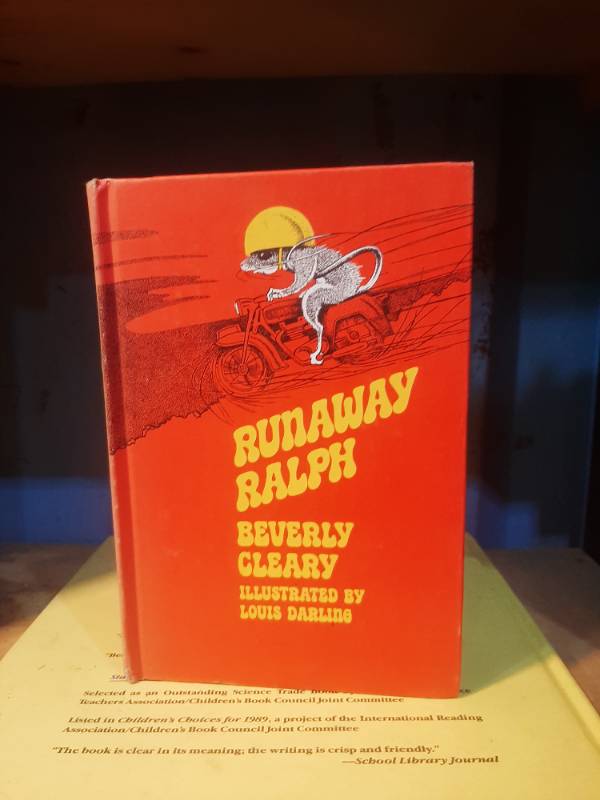 RUNAWAY
RALPH
BEVERLY
CLEARY
ILLUSTRATED BY
LOUIS DARLING
Selected as an Outstanding Science Trade Book
Teachers Association/Children's Book Council Joint Committee
Listed in Children's Choices for 1989, a project of the International Reading
Association/Children's Book Council Joint Committee
"The book is clear in its meaning; the writing is crisp and friendly."
—School Library Journal